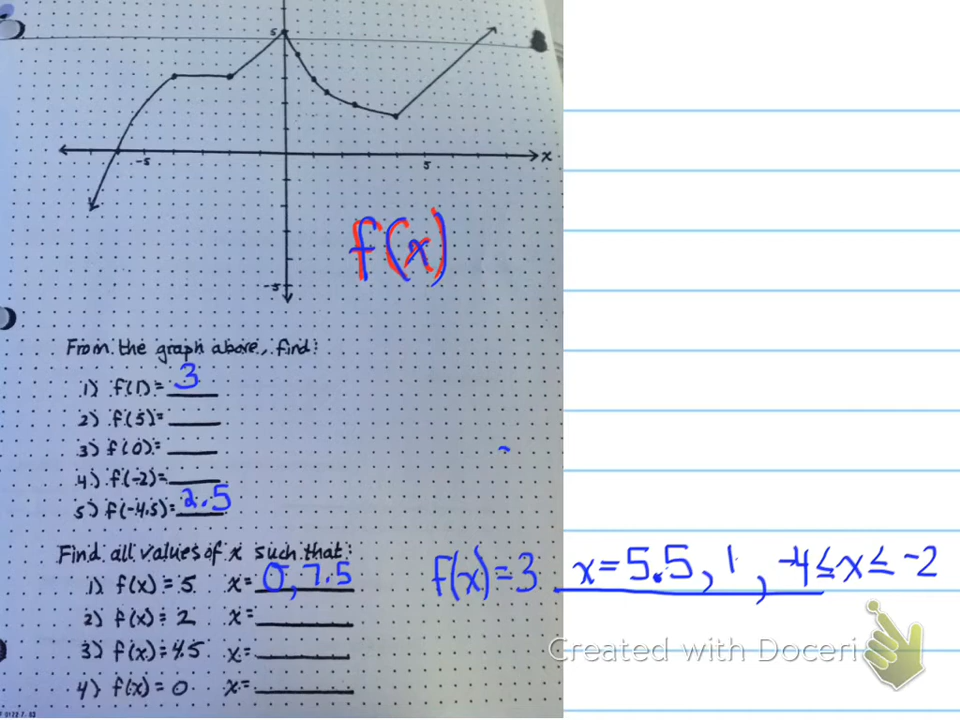 5
x
-5
5
f(x)
-5
From the graph above, find:
1) f(1)= 3
2) f(5)=
3) f(0)=
4) f(-2)=
5) f(-4.5)= 2.5
Find all values of x such that:
1) f(x) = 5 x= 0, 7.5 f(x)=3 x=5.5, 1, -4≤x≤-2
2) f(x) = 2 x=
3) f(x) = 4.5 x=
4) f(x) = 0 x=
Created with Doceri